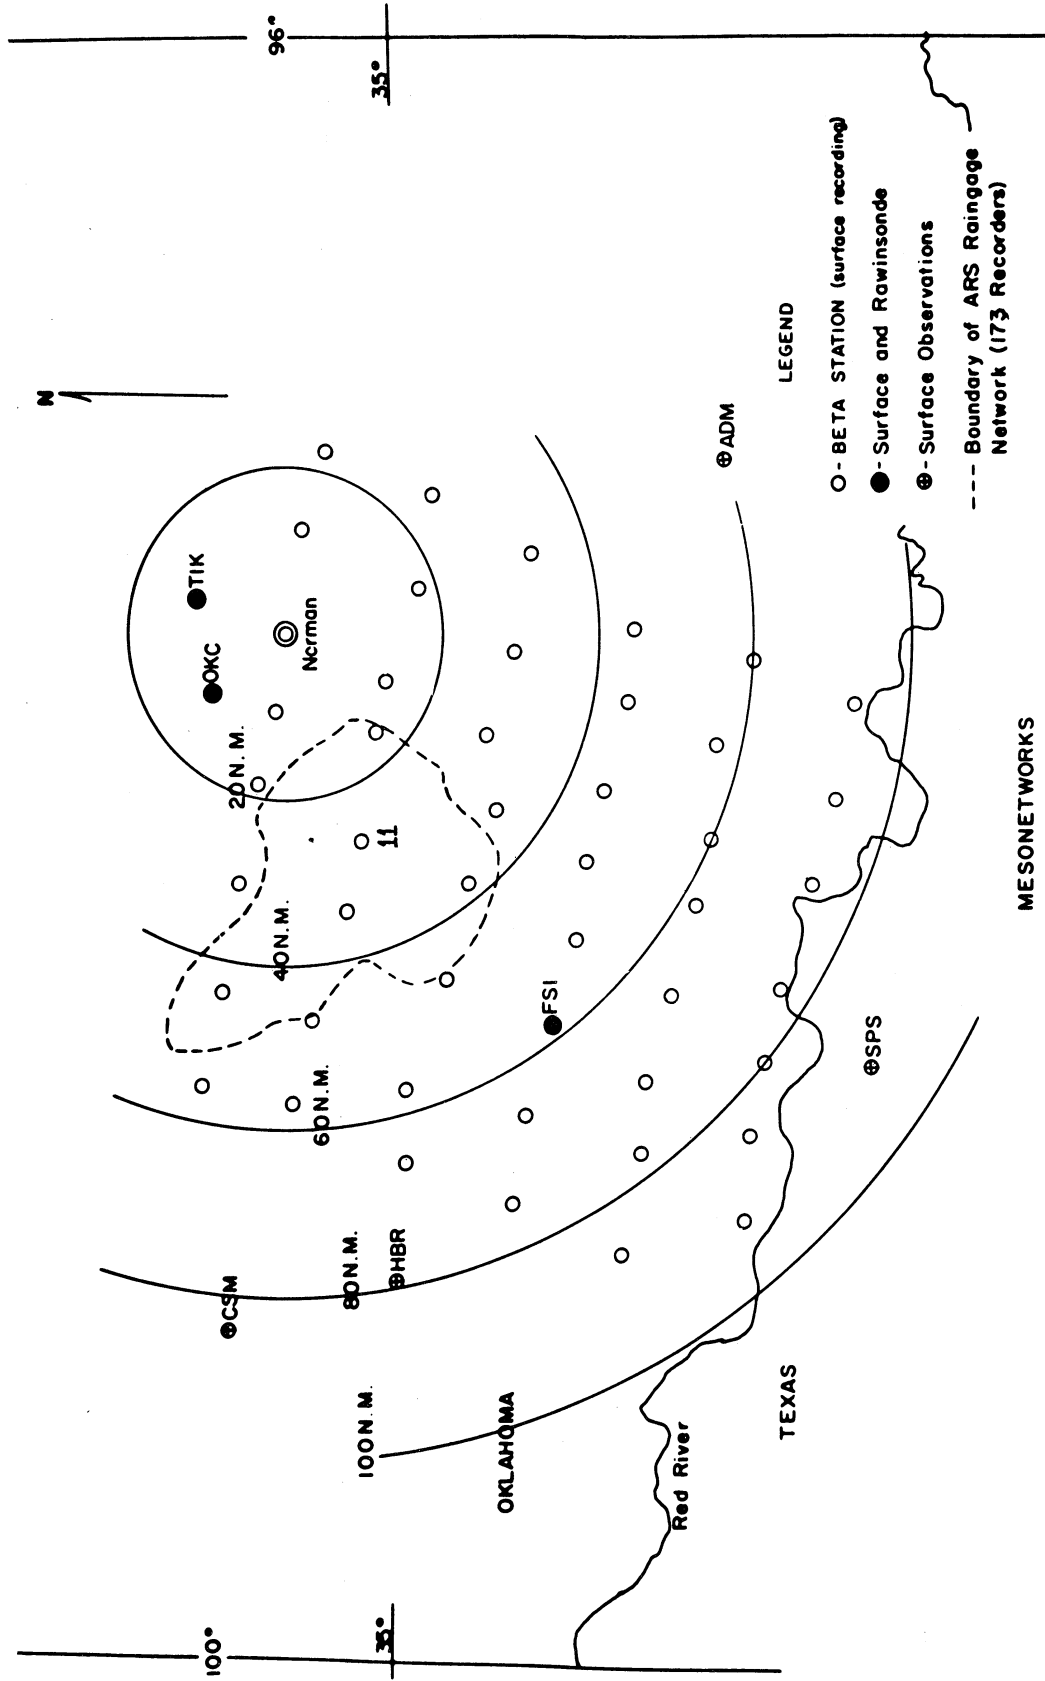 100°
96°
35°
35°
N
CSM
HBR
FSI
SPS
ADM
OKC
TIK
Norman
11
20 N.M.
40 N.M.
60 N.M.
80 N.M.
100 N.M.
OKLAHOMA
TEXAS
Red River
LEGEND
O - BETA STATION (surface recording)
● - Surface and Rawinsonde
⊕ - Surface Observations
--- Boundary of ARS Raingage
Network (173 Recorders)
MESONETWORKS